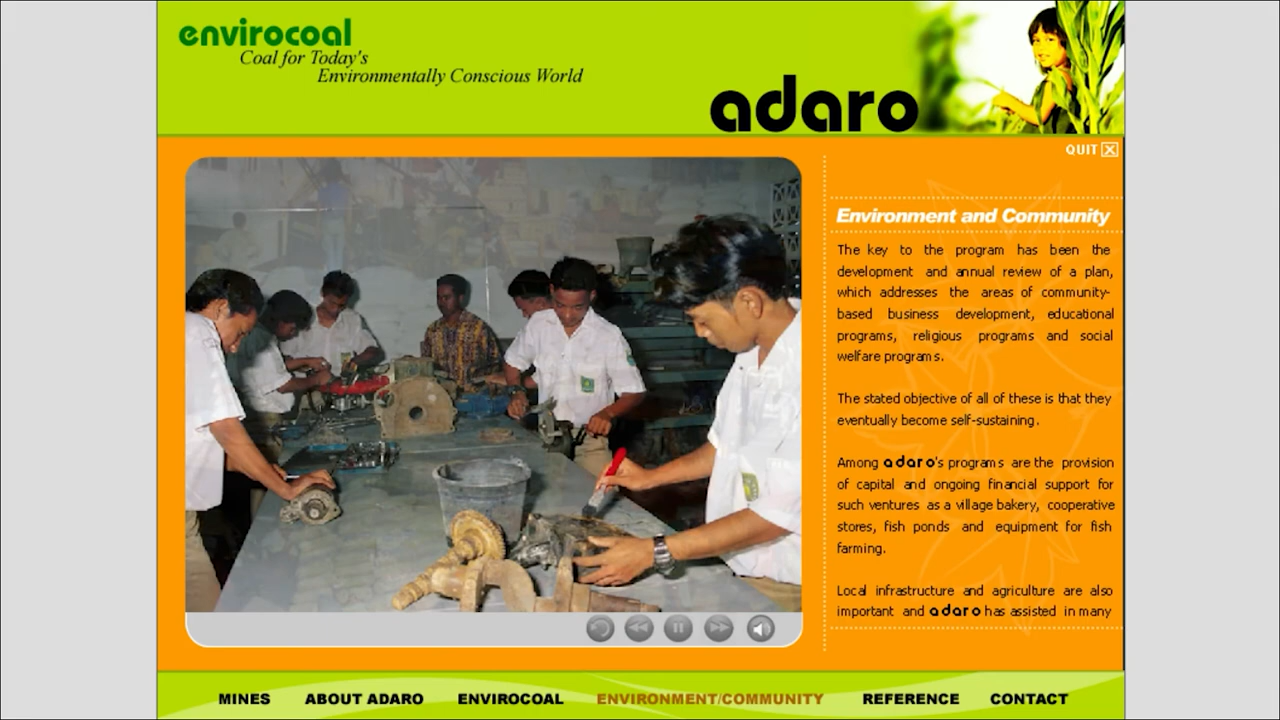 envirocoal
Coal for Today's
Environmentally Conscious World
adaro
QUIT
Environment and Community
The key to the program has been the
development and annual review of a plan,
which addresses the areas of community-
based business development, educational
programs, religious programs and social
welfare programs.
The stated objective of all of these is that they
eventually become self-sustaining.
Among adaro's programs are the provision
of capital and ongoing financial support for
such ventures as a village bakery, cooperative
stores, fish ponds and equipment for fish
farming.
Local infrastructure and agriculture are also
important and adaro has assisted in many
MINES ABOUT ADARO ENVIROCOAL ENVIRONMENT/COMMUNITY REFERENCE CONTACT